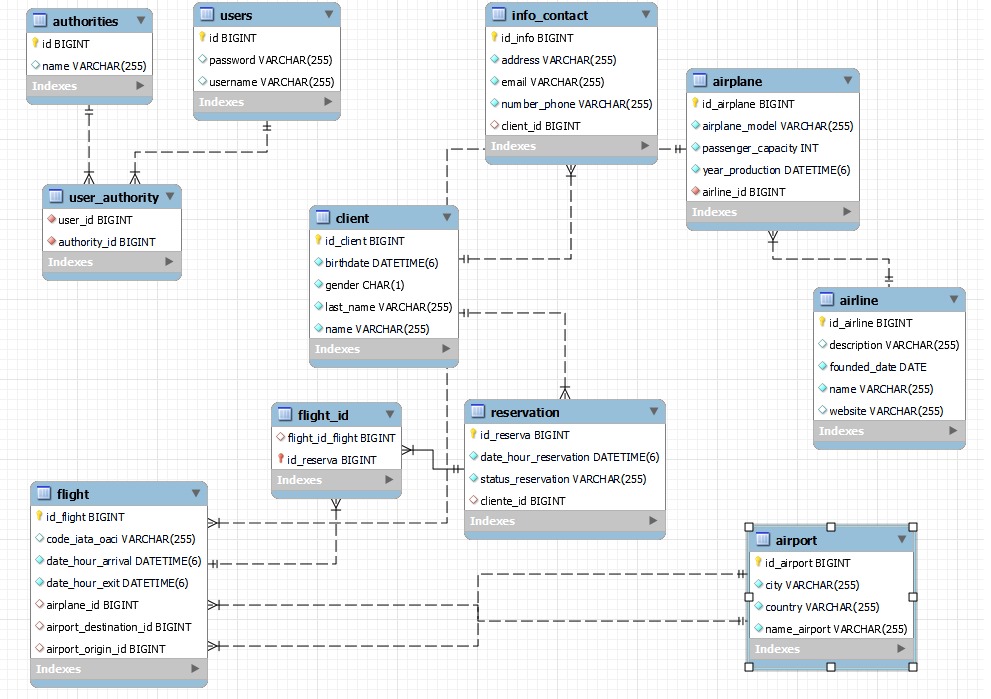 authorities
id BIGINT
name VARCHAR(255)
Indexes
users
id BIGINT
password VARCHAR(255)
username VARCHAR(255)
Indexes
info_contact
id_info BIGINT
address VARCHAR(255)
email VARCHAR(255)
number_phone VARCHAR(255)
client_id BIGINT
Indexes
airplane
id_airplane BIGINT
airplane_model VARCHAR(255)
passenger_capacity INT
year_production DATETIME(6)
airline_id BIGINT
Indexes
user_authority
user_id BIGINT
authority_id BIGINT
Indexes
client
id_client BIGINT
birthdate DATETIME(6)
gender CHAR(1)
last_name VARCHAR(255)
name VARCHAR(255)
Indexes
airline
id_airline BIGINT
description VARCHAR(255)
founded_date DATE
name VARCHAR(255)
website VARCHAR(255)
Indexes
flight_id
flight_id_flight BIGINT
id_reserva BIGINT
Indexes
reservation
id_reserva BIGINT
date_hour_reservation DATETIME(6)
status_reservation VARCHAR(255)
cliente_id BIGINT
Indexes
flight
id_flight BIGINT
code_iata_oaci VARCHAR(255)
date_hour_arrival DATETIME(6)
date_hour_exit DATETIME(6)
airplane_id BIGINT
airport_destination_id BIGINT
airport_origin_id BIGINT
Indexes
airport
id_airport BIGINT
city VARCHAR(255)
country VARCHAR(255)
name_airport VARCHAR(255)
Indexes